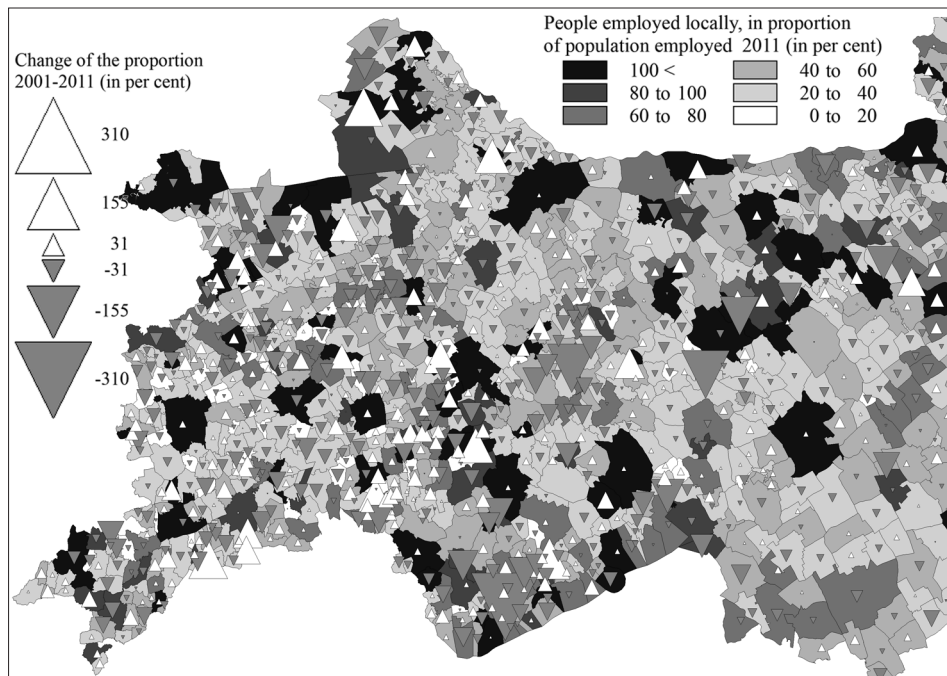 Change of the proportion
2001-2011 (in per cent)
310
155
31
-31
-155
-310
People employed locally, in proportion
of population employed 2011 (in per cent)
100 <
80 to 100
60 to 80
40 to 60
20 to 40
0 to 20